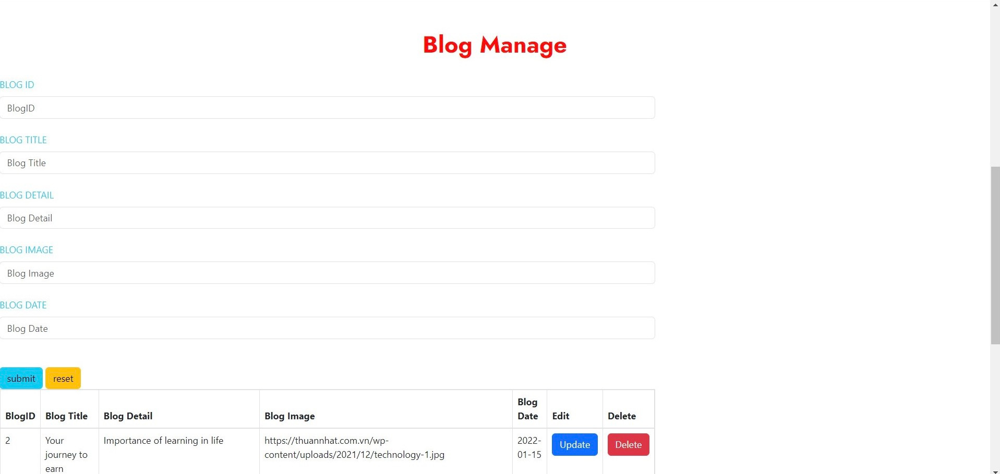 Blog Manage
BLOG ID
BlogID
BLOG TITLE
Blog Title
BLOG DETAIL
Blog Detail
BLOG IMAGE
Blog Image
BLOG DATE
Blog Date
submit reset
BlogID Blog Title Blog Detail Blog Image Blog Date Edit Delete
2 Your journey to earn Importance of learning in life https://thuannhat.com.vn/wp-content/uploads/2021/12/technology-1.jpg 2022-01-15 Update Delete